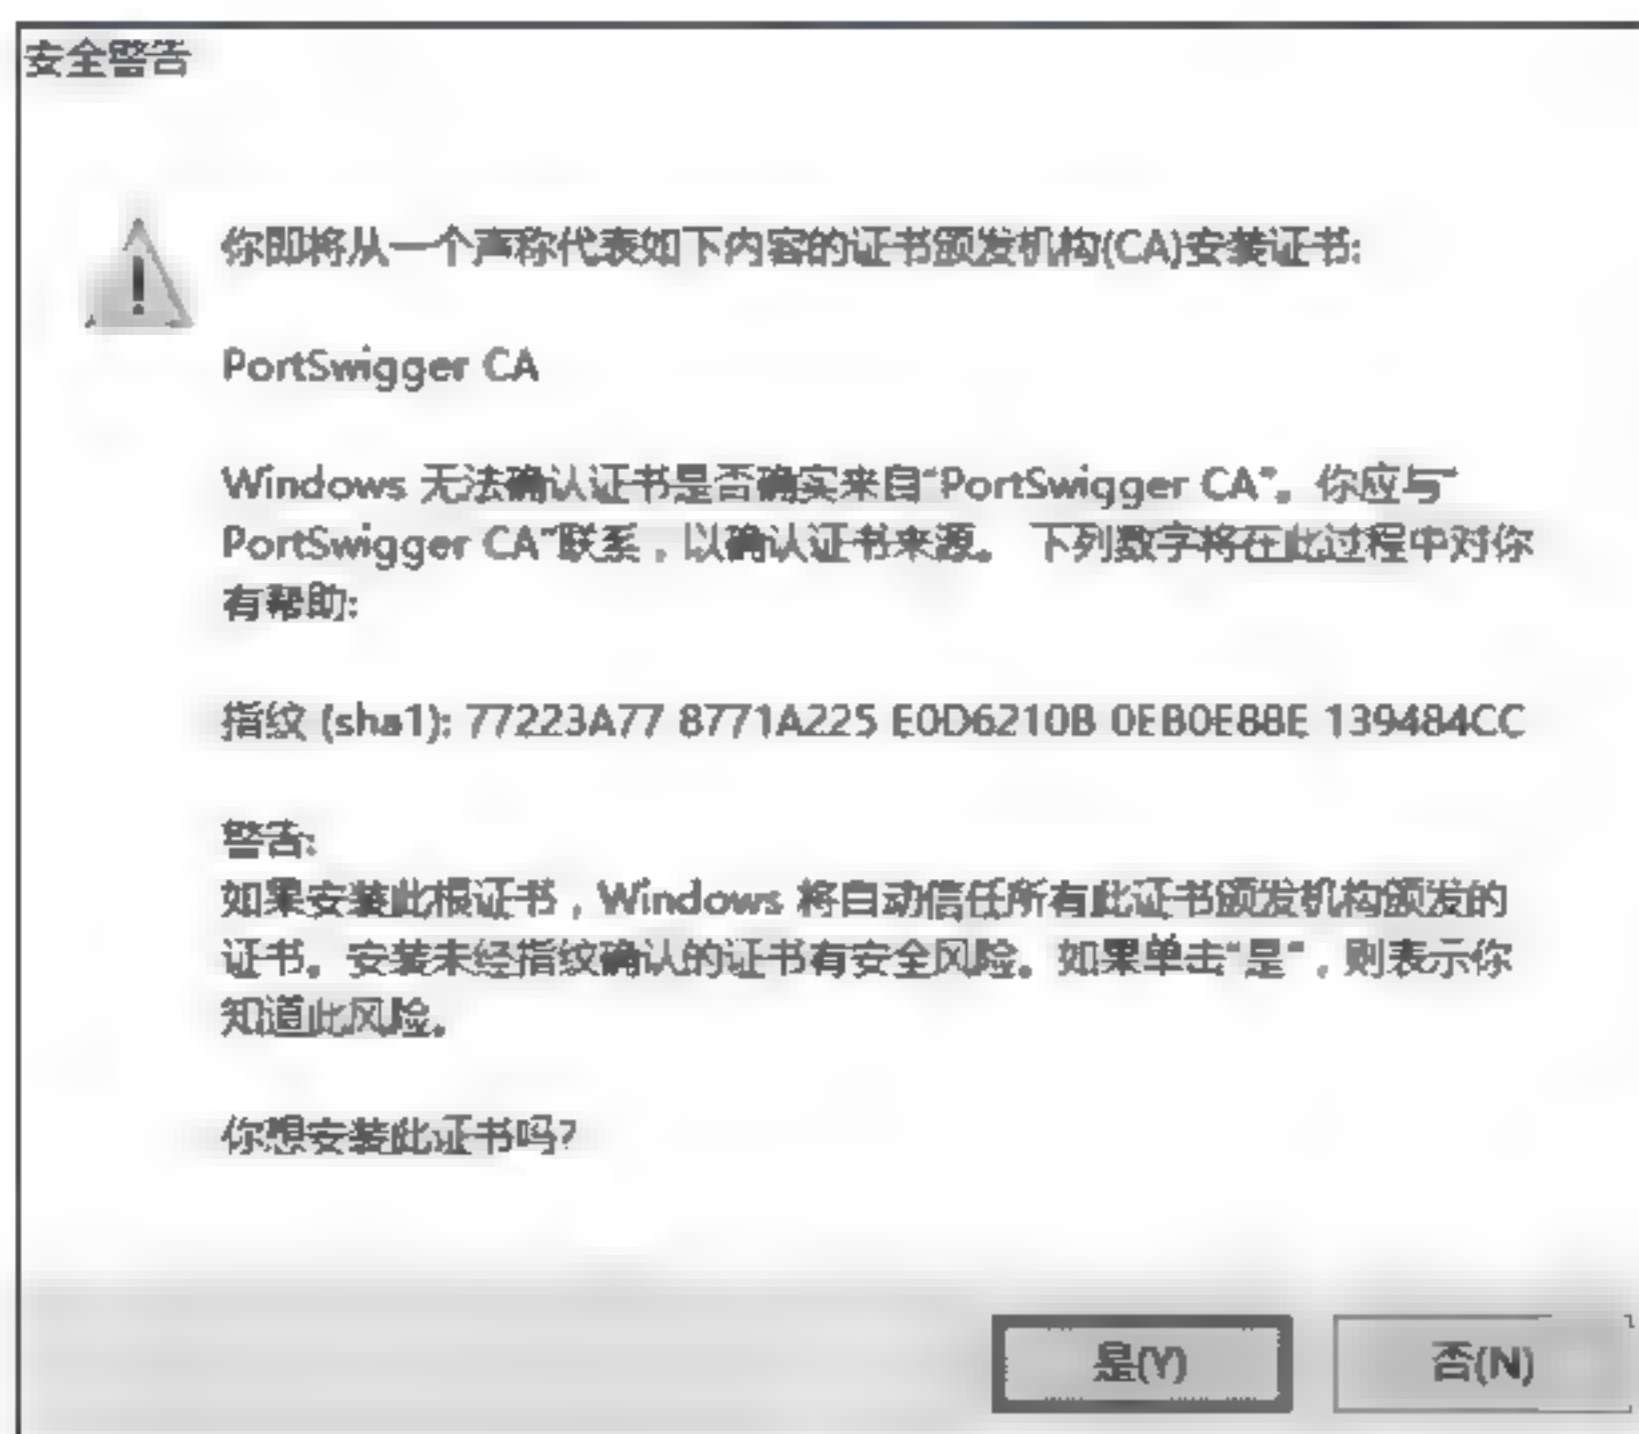 安全警告
你即将从一个声称代表如下内容的证书颁发机构(CA)安装证书:
PortSwigger CA
Windows 无法确认证书是否确实来自"PortSwigger CA"。你应与"
PortSwigger CA"联系，以确认证书来源。 下列数字将在此过程中对你
有帮助:
指纹 (sha1): 77223A77 8771A225 E0D6210B 0EB0E88E 139484CC
警告:
如果安装此根证书，Windows 将自动信任所有此证书颁发机构颁发的
证书。安装未经指纹确认的证书有安全风险。如果单击"是"，则表示你
知道此风险。
你想安装此证书吗?
是(Y) 否(N)